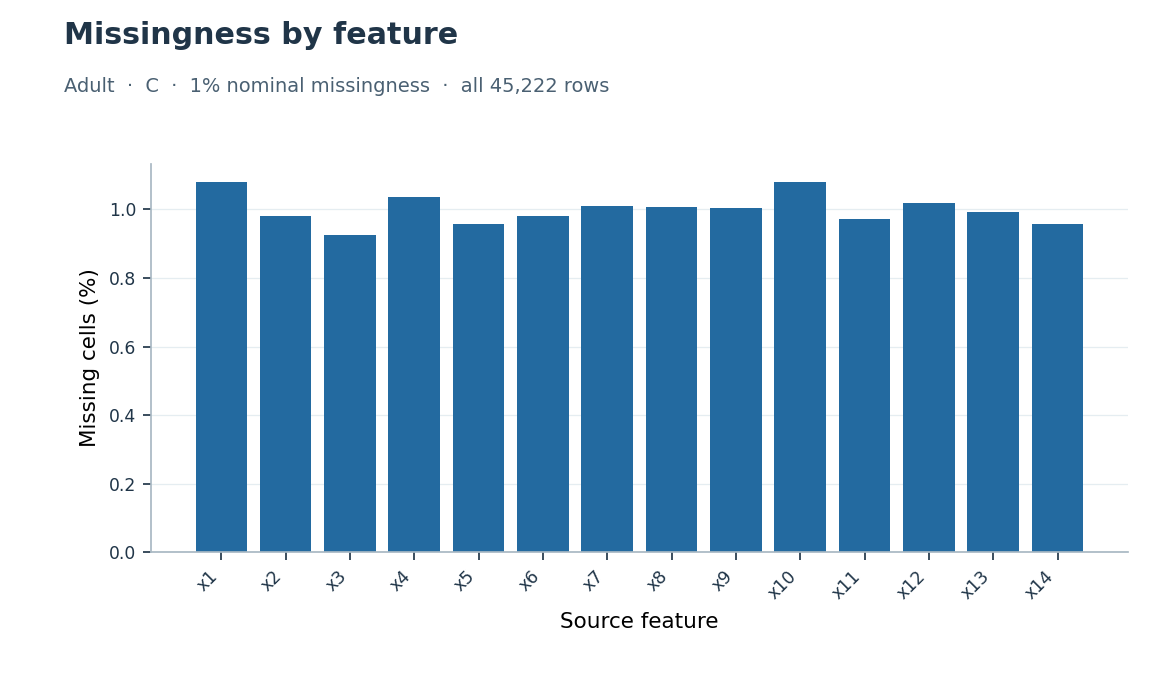 Missingness by feature
Adult · C · 1% nominal missingness · all 45,222 rows
Missing cells (%)
1.0
0.8
0.6
0.4
0.2
0.0
x1 x2 x3 x4 x5 x6 x7 x8 x9 x10 x11 x12 x13 x14
Source feature